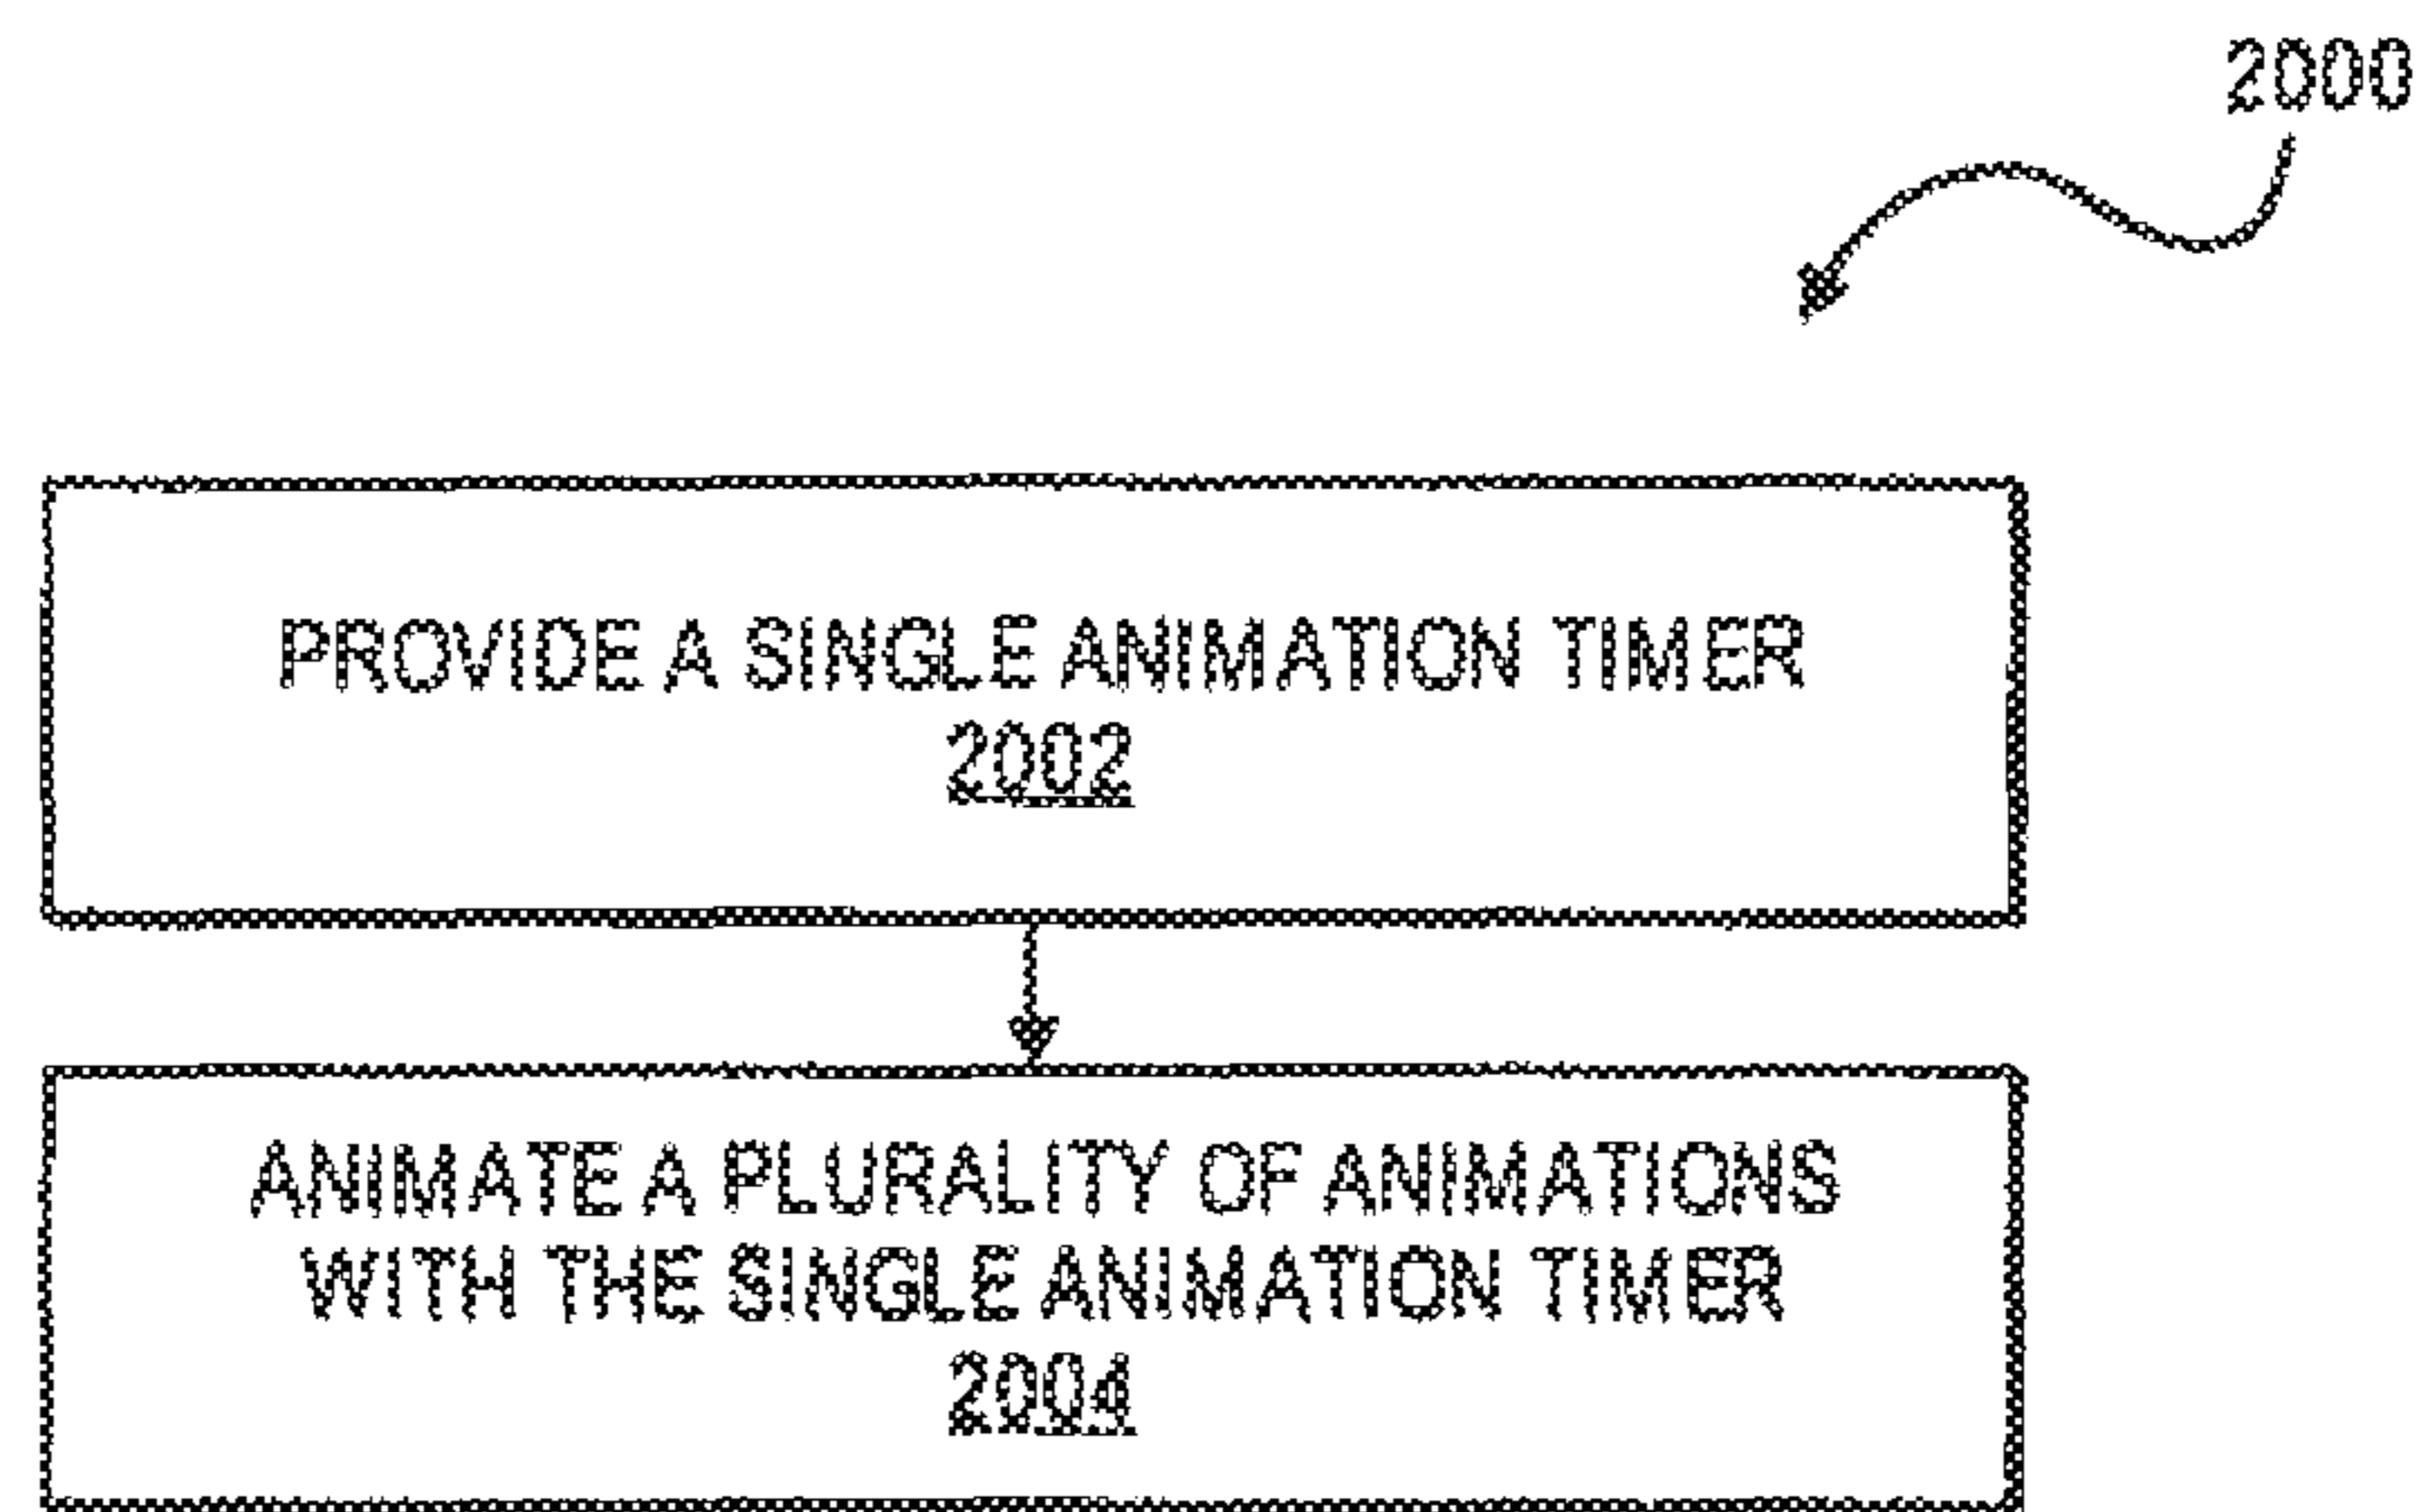 2000
PROVIDE A SINGLE ANIMATION TIMER
2002
ANIMATE A PLURALITY OF ANIMATIONS
WITH THE SINGLE ANIMATION TIMER
2004